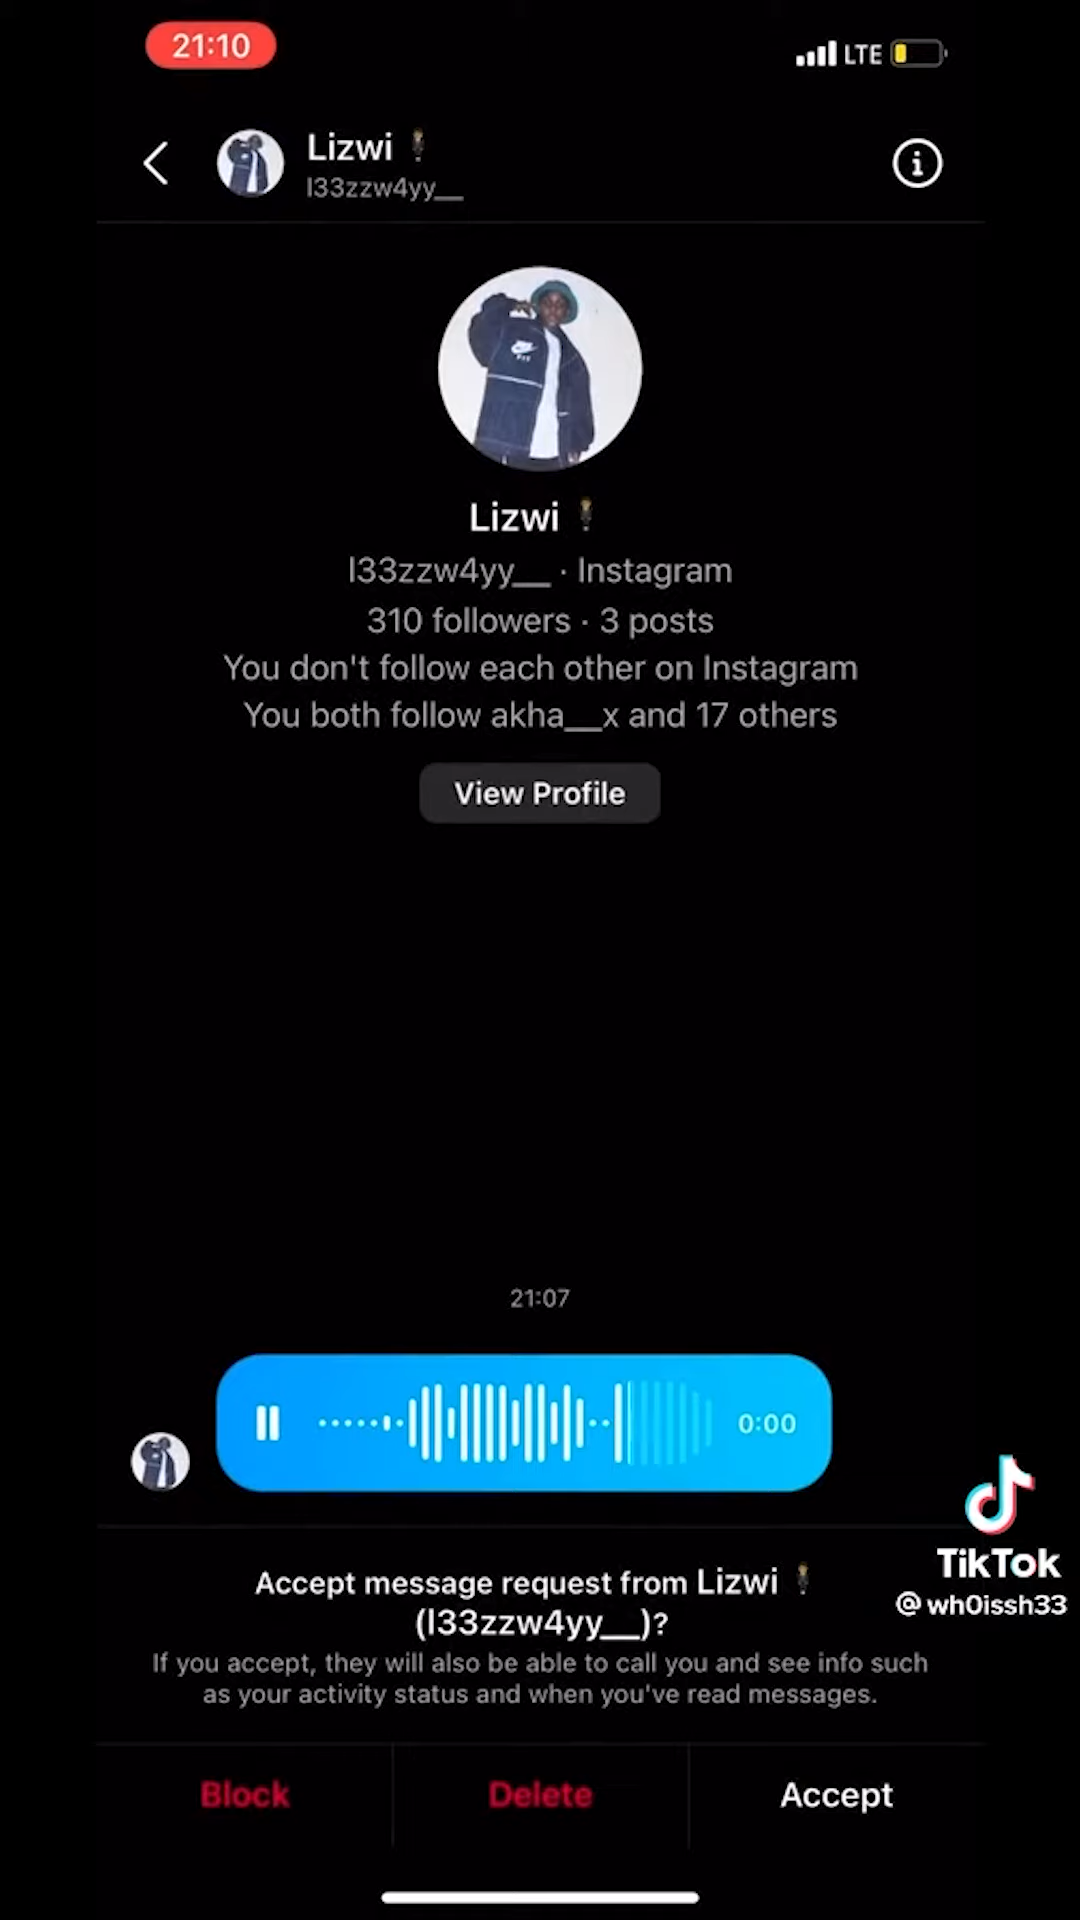 21:10
LTE
Lizwi
l33zzw4yy__
Lizwi
l33zzw4yy__ · Instagram
310 followers · 3 posts
You don't follow each other on Instagram
You both follow akha__x and 17 others
View Profile
21:07
0:00
TikTok
@wh0issh33
Accept message request from Lizwi
(l33zzw4yy__)?
If you accept, they will also be able to call you and see info such
as your activity status and when you've read messages.
Block
Delete
Accept